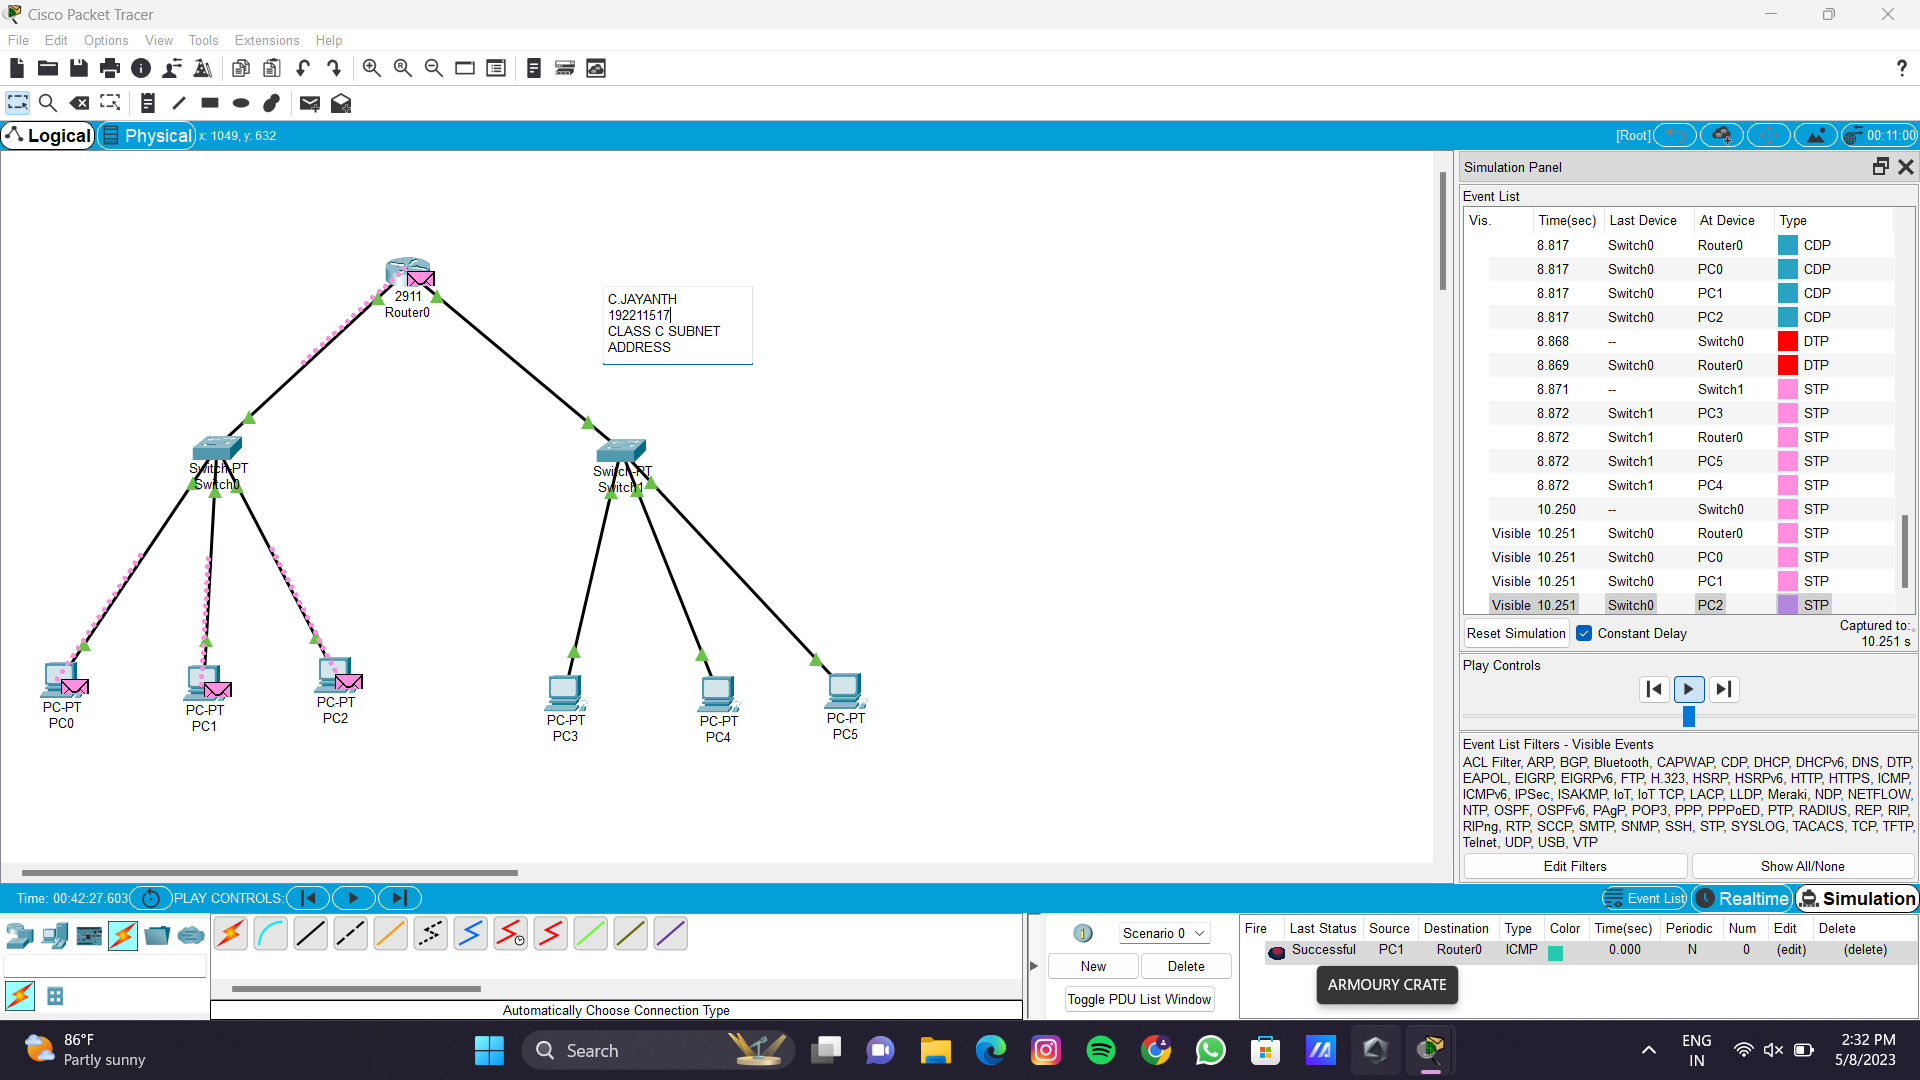 Cisco Packet Tracer
File Edit Options View Tools Extensions Help
Logical Physical x: 1049, y: 632
[Root] 00:11:00
2911
Router0
C.JAYANTH
192211517
CLASS C SUBNET
ADDRESS
Switch-PT
Switch0
Switch-PT
Switch1
PC-PT
PC0
PC-PT
PC1
PC-PT
PC2
PC-PT
PC3
PC-PT
PC4
PC-PT
PC5
Simulation Panel
Event List
Vis. Time(sec) Last Device At Device Type
8.817 Switch0 Router0 CDP
8.817 Switch0 PC0 CDP
8.817 Switch0 PC1 CDP
8.817 Switch0 PC2 CDP
8.868 -- Switch0 DTP
8.869 Switch0 Router0 DTP
8.871 -- Switch1 STP
8.872 Switch1 PC3 STP
8.872 Switch1 Router0 STP
8.872 Switch1 PC5 STP
8.872 Switch1 PC4 STP
10.250 -- Switch0 STP
Visible 10.251 Switch0 Router0 STP
Visible 10.251 Switch0 PC0 STP
Visible 10.251 Switch0 PC1 STP
Visible 10.251 Switch0 PC2 STP
Reset Simulation Constant Delay
Captured to:
10.251 s
Play Controls
Event List Filters - Visible Events
ACL Filter, ARP, BGP, Bluetooth, CAPWAP, CDP, DHCP, DHCPv6, DNS, DTP,
EAPOL, EIGRP, EIGRPv6, FTP, H.323, HSRP, HSRPv6, HTTP, HTTPS, ICMP,
ICMPv6, IPSec, ISAKMP, IoT, IoT TCP, LACP, LLDP, Meraki, NDP, NETFLOW,
NTP, OSPF, OSPFv6, PAgP, POP3, PPP, PPPoED, PTP, RADIUS, REP, RIP,
RIPng, RTP, SCCP, SMTP, SNMP, SSH, STP, SYSLOG, TACACS, TCP, TFTP,
Telnet, UDP, USB, VTP
Edit Filters Show All/None
Time: 00:42:27.603 PLAY CONTROLS:
Event List Realtime Simulation
Automatically Choose Connection Type
Scenario 0
New Delete
Toggle PDU List Window
Fire Last Status Source Destination Type Color Time(sec) Periodic Num Edit Delete
Successful PC1 Router0 ICMP 0.000 N 0 (edit) (delete)
ARMOURY CRATE
86°F
Partly sunny
Search
ENG
IN
2:32 PM
5/8/2023